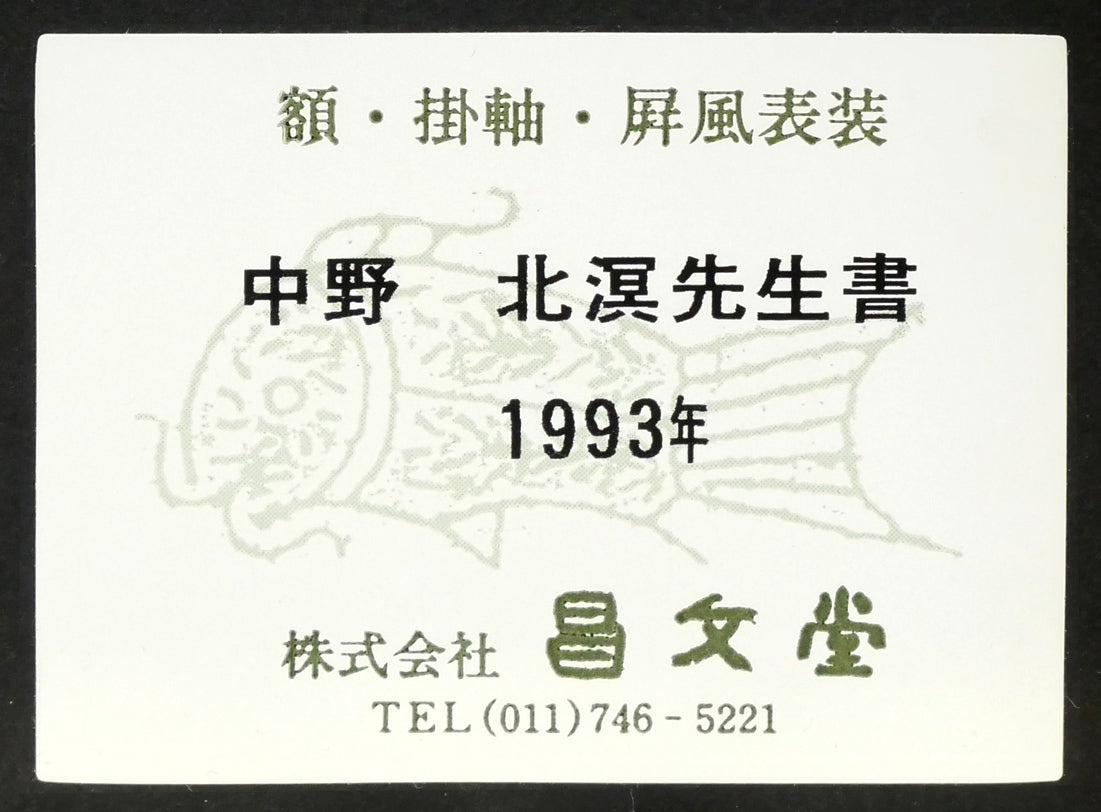 額・掛軸・屏風表装
中野　北溟先生書
1993年
株式会社 昌文堂
TEL(011)746-5221